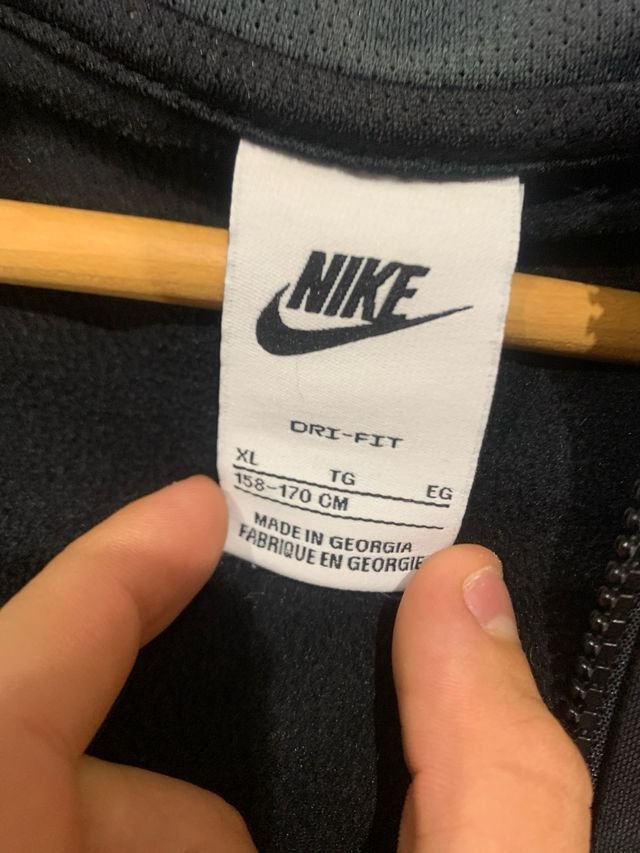 NIKE
DRI-FIT
XL TG EG
158-170 CM
MADE IN GEORGIA
FABRIQUE EN GEORGIE